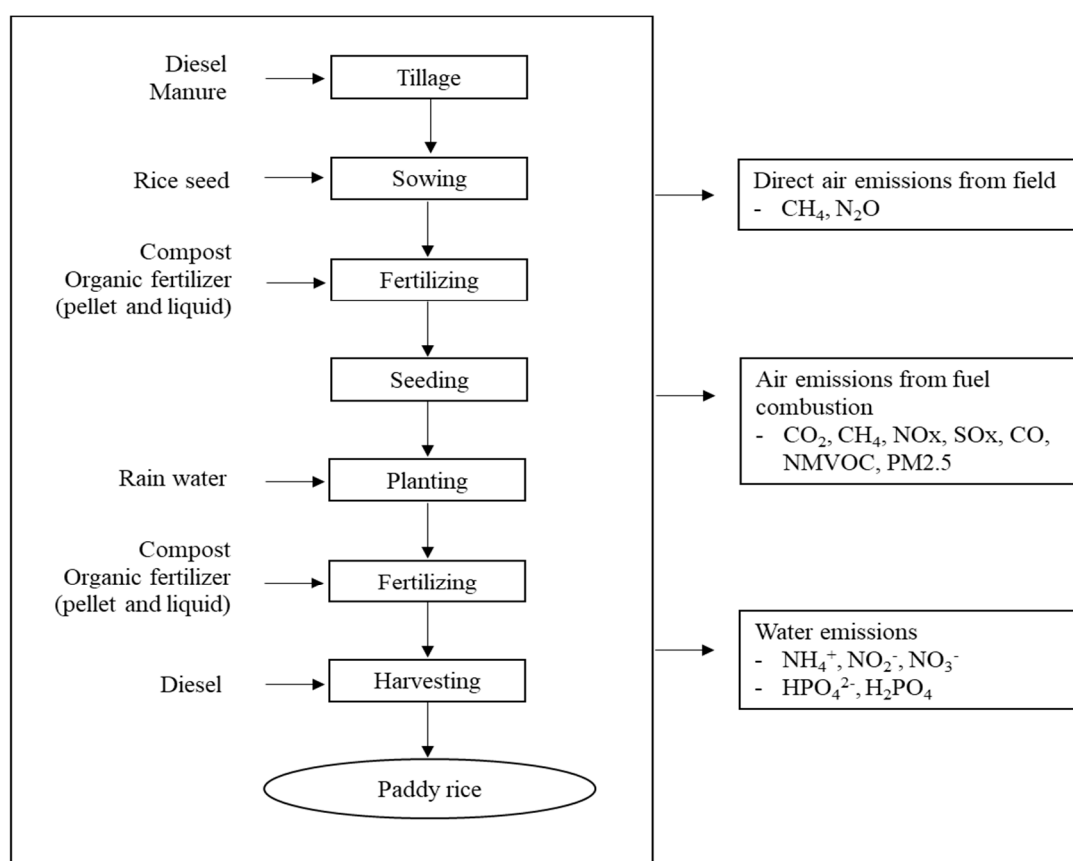 Diesel
Manure
Tillage
Rice seed
Sowing
Compost
Organic fertilizer
(pellet and liquid)
Fertilizing
Seeding
Rain water
Planting
Compost
Organic fertilizer
(pellet and liquid)
Fertilizing
Diesel
Harvesting
Paddy rice
Direct air emissions from field
- CH₄, N₂O
Air emissions from fuel
combustion
- CO₂, CH₄, NOx, SOx, CO,
NMVOC, PM2.5
Water emissions
- NH₄⁺, NO₂⁻, NO₃⁻
- HPO₄²⁻, H₂PO₄